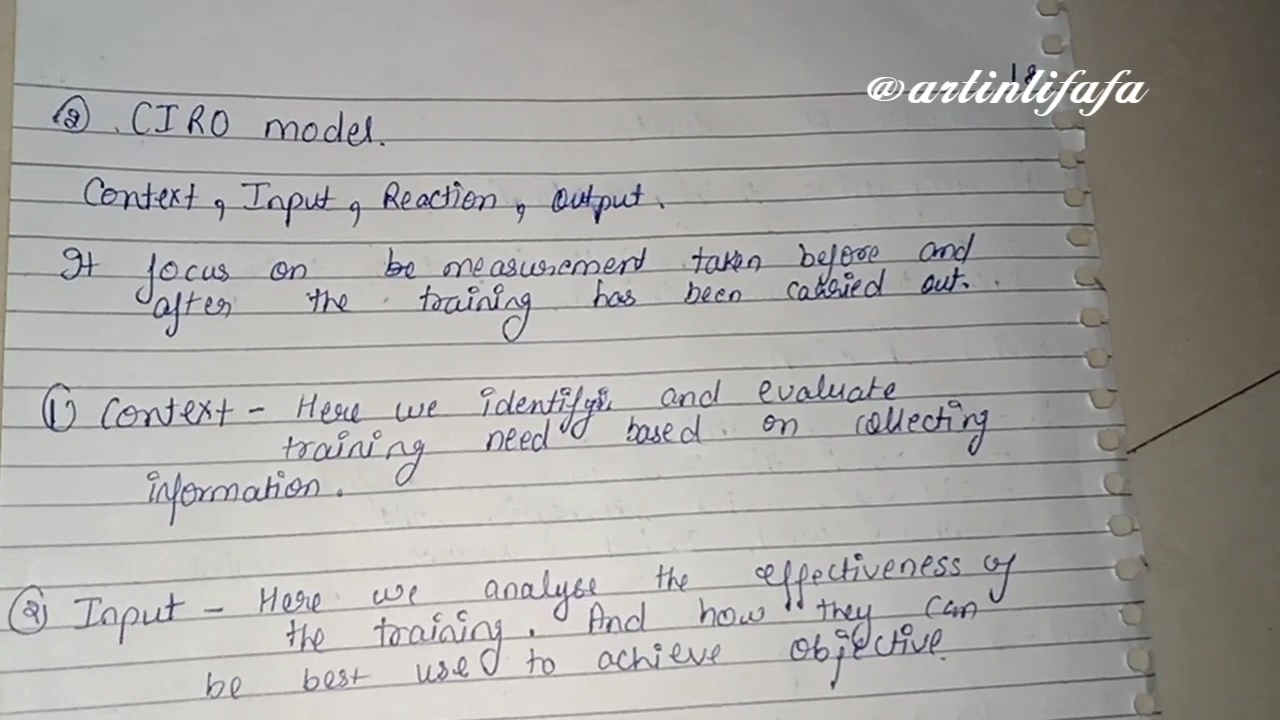 18
@artinlifafa
② CIRO model.
Context, Input, Reaction, Output.
It focus on be measurement taken before and
after the training has been carried out.
① Context - Here we identify and evaluate
training need based on collecting
information.
② Input - Here we analyse the effectiveness of
the training. And how they can
be best used to achieve objective.